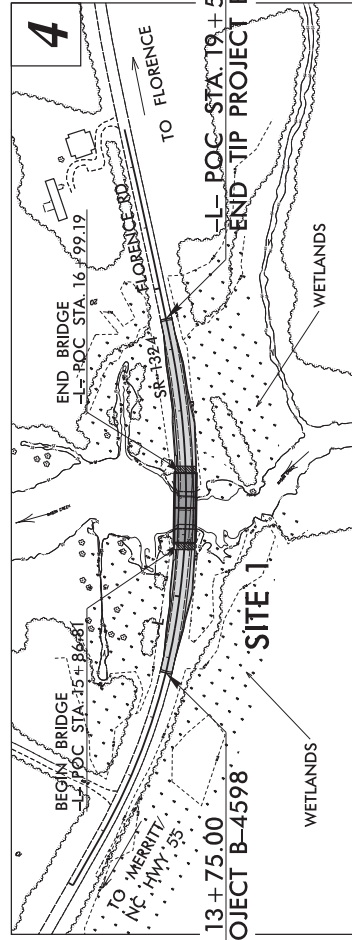 4
TO FLORENCE
FLORENCE RD.
SR-1324
-L- POC STA. 19 + 5
END TIP PROJECT
END BRIDGE
-L- POC STA. 16 + 99.19
WETLANDS
BEGIN BRIDGE
-L- POC STA. 15 + 86.81
SITE 1
TO MERRITT/
NC HWY 55
13 + 75.00
OJECT B-4598
WETLANDS